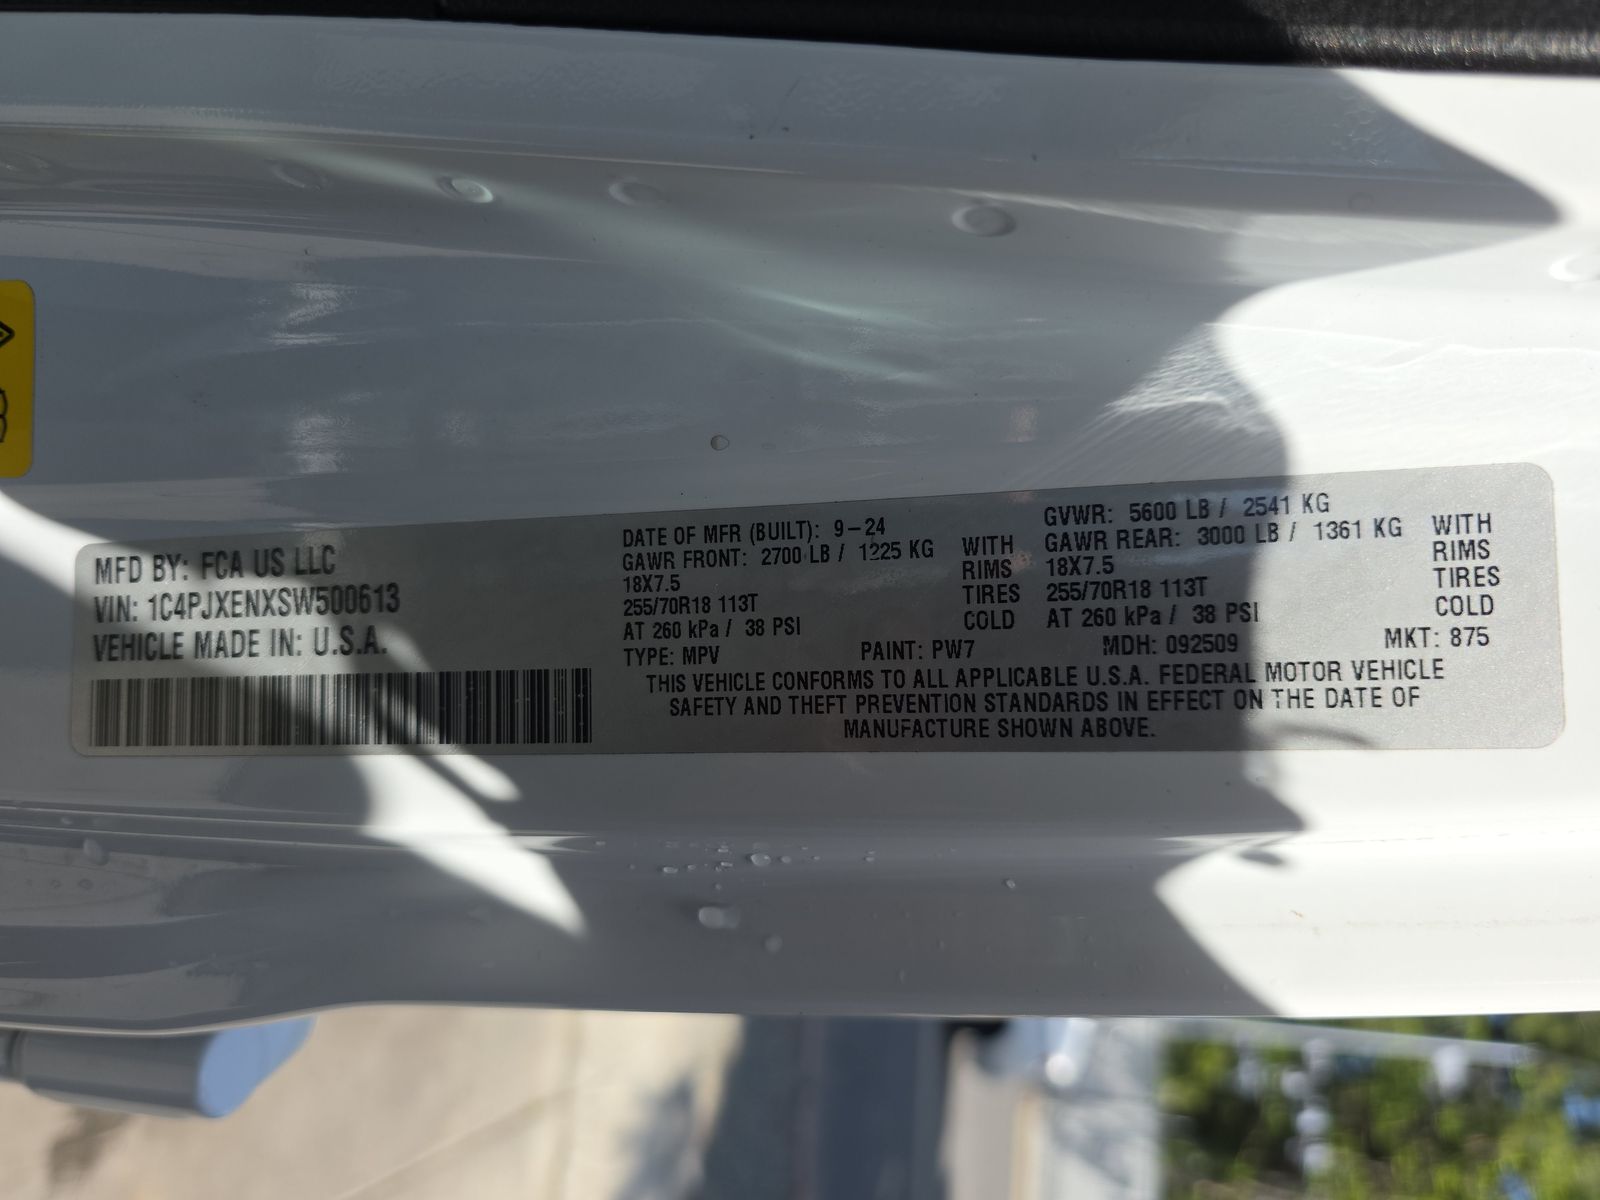 MFD BY: FCA US LLC
VIN: 1C4PJXENXSW500613
VEHICLE MADE IN: U.S.A.
DATE OF MFR (BUILT): 9-24
GAWR FRONT: 2700 LB / 1225 KG WITH
18X7.5 RIMS
255/70R18 113T TIRES
AT 260 kPa / 38 PSI COLD
GVWR: 5600 LB / 2541 KG
GAWR REAR: 3000 LB / 1361 KG WITH
18X7.5 RIMS
255/70R18 113T TIRES
AT 260 kPa / 38 PSI COLD
TYPE: MPV PAINT: PW7 MDH: 092509 MKT: 875
THIS VEHICLE CONFORMS TO ALL APPLICABLE U.S.A. FEDERAL MOTOR VEHICLE
SAFETY AND THEFT PREVENTION STANDARDS IN EFFECT ON THE DATE OF
MANUFACTURE SHOWN ABOVE.